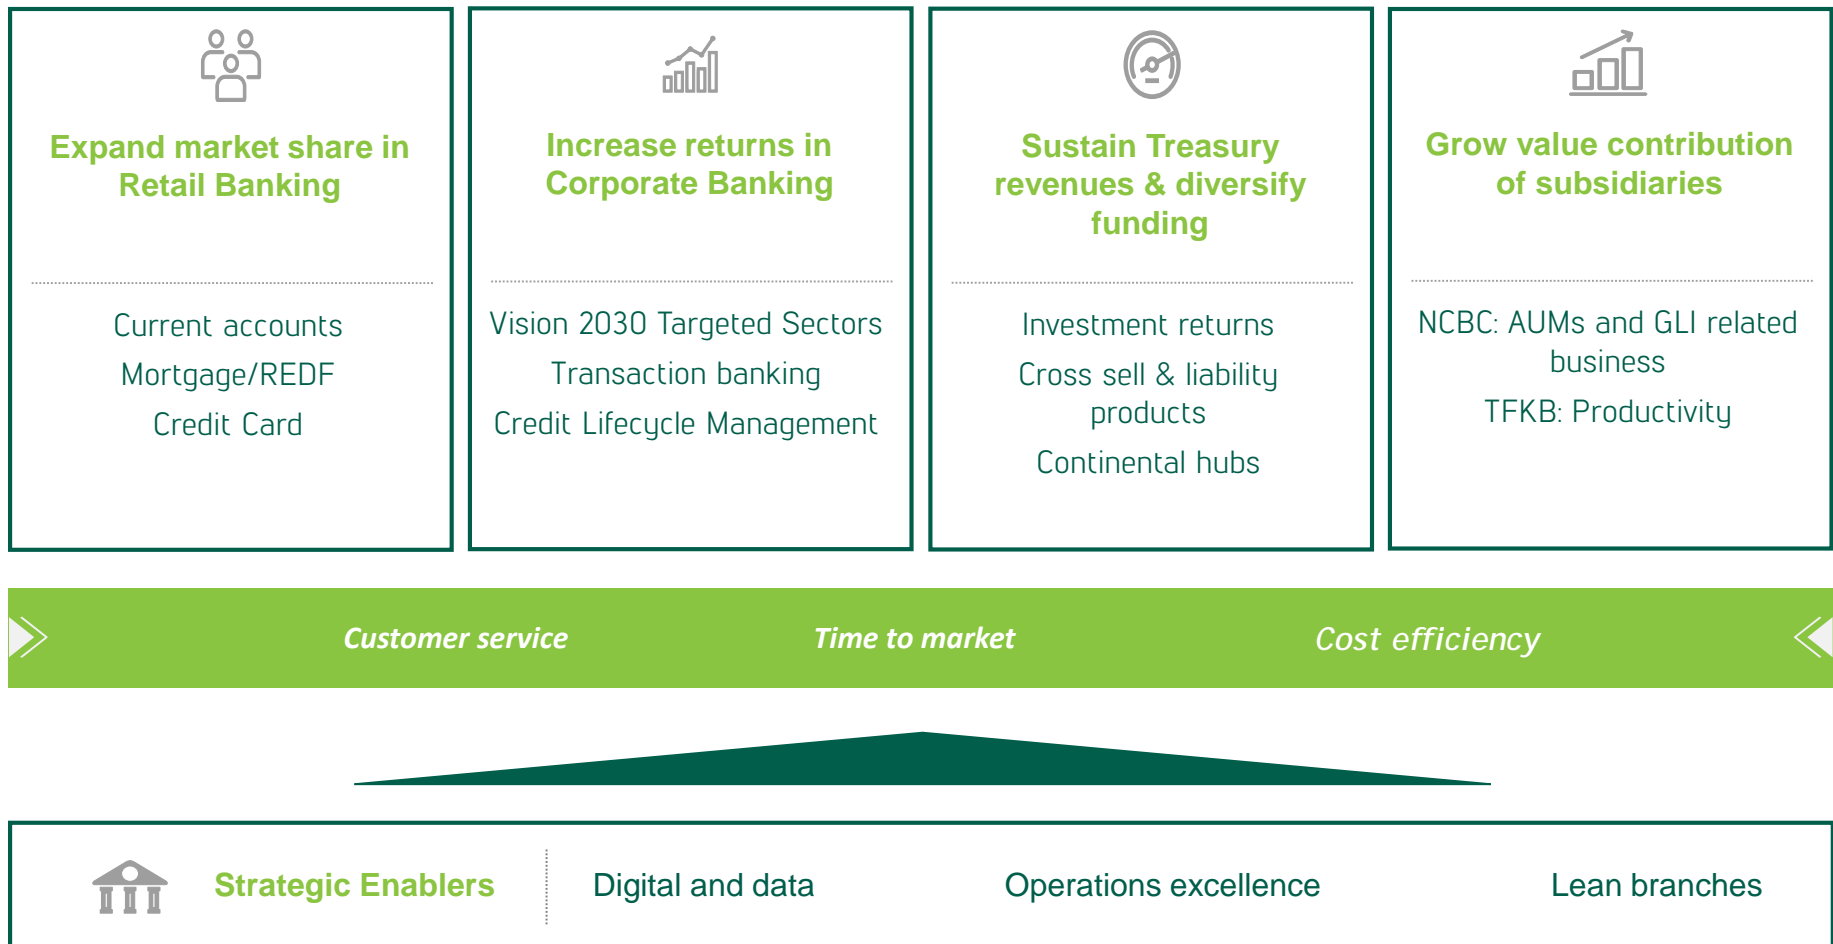 Expand market share in
Retail Banking
Current accounts
Mortgage/REDF
Credit Card
Increase returns in
Corporate Banking
Vision 2030 Targeted Sectors
Transaction banking
Credit Lifecycle Management
Sustain Treasury
revenues & diversify
funding
Investment returns
Cross sell & liability
products
Continental hubs
Grow value contribution
of subsidiaries
NCBC: AUMs and GLI related
business
TFKB: Productivity
Customer service
Time to market
Cost efficiency
Strategic Enablers
Digital and data
Operations excellence
Lean branches